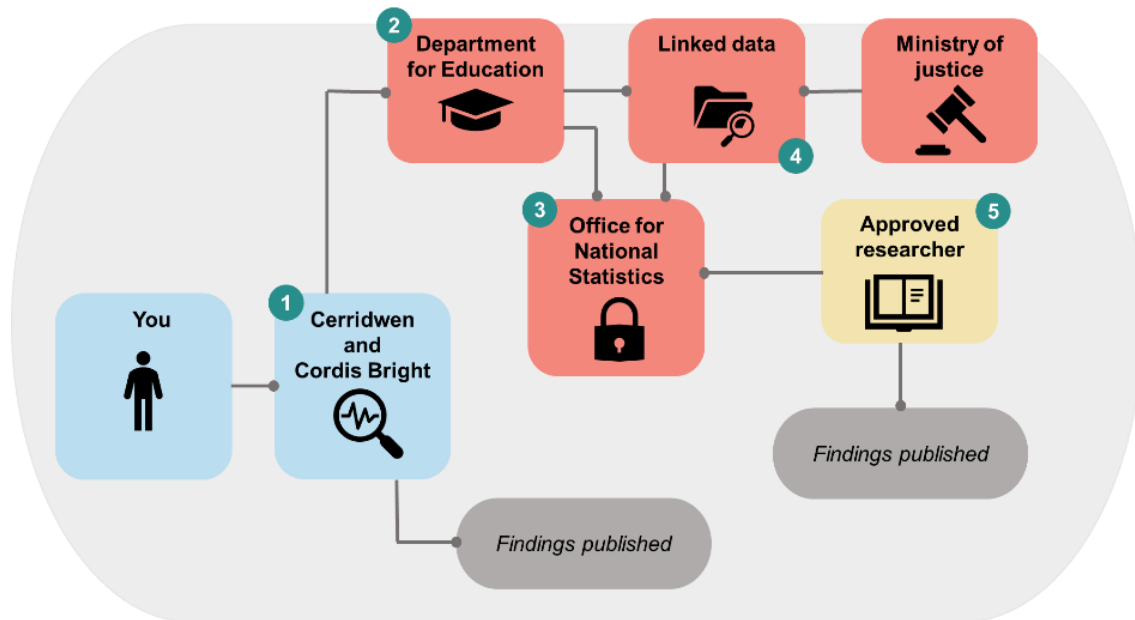 2
Department
for Education
Linked data
4
Ministry of
justice
3
Office for
National
Statistics
5
Approved
researcher
You
1
Cerridwen
and
Cordis Bright
Findings published
Findings published